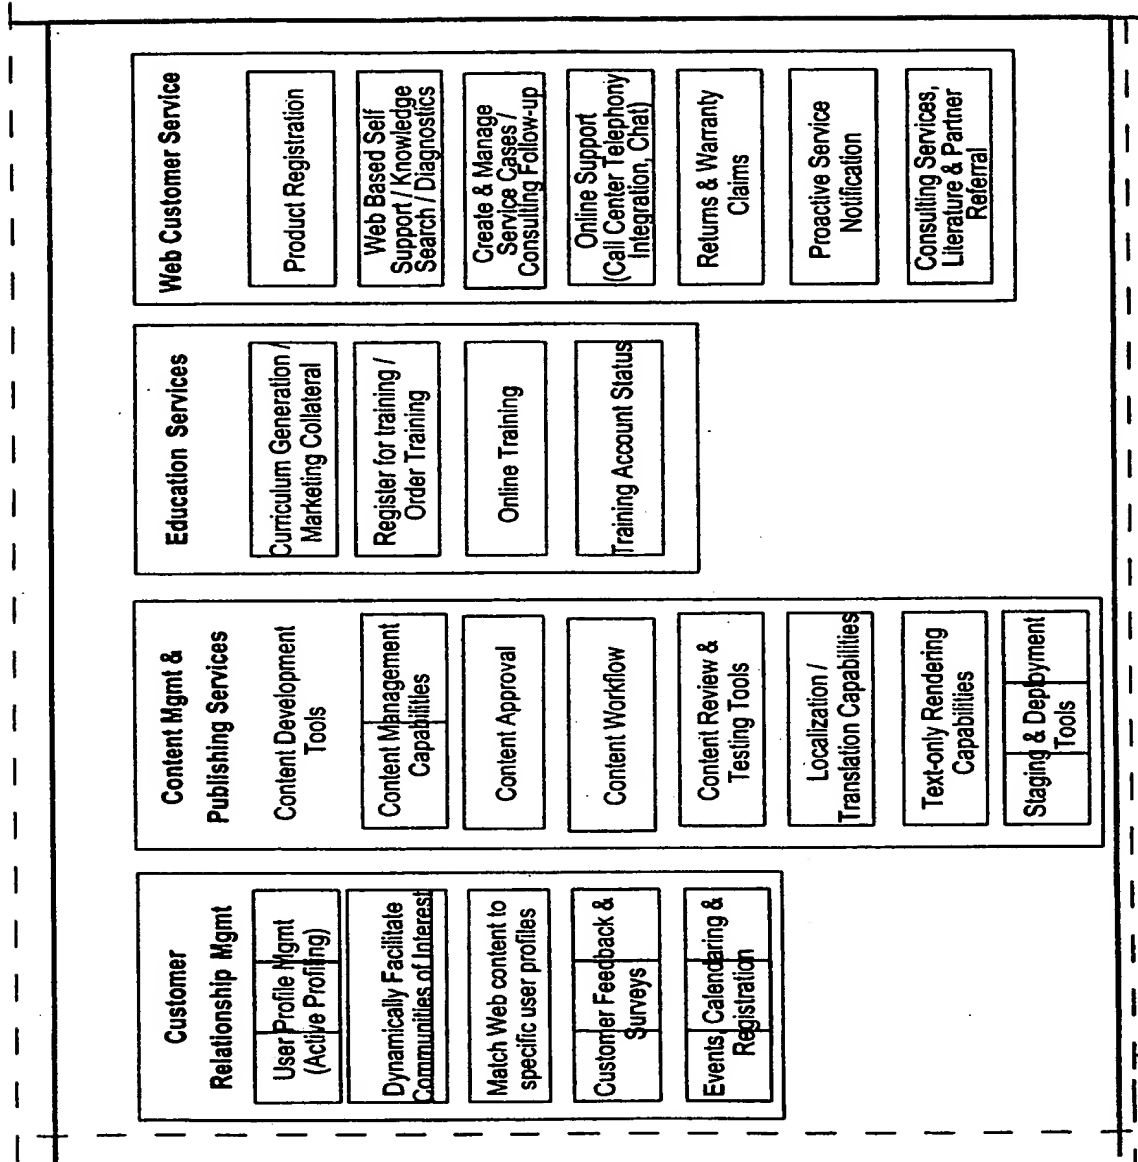 Customer
Relationship Mgmt
User Profile Mgmt
(Active Profiling)
Dynamically Facilitate
Communities of Interest
Match Web content to
specific user profiles
Customer Feedback &
Surveys
Events, Calendaring &
Registration
Content Mgmt &
Publishing Services
Content Development
Tools
Content Management
Capabilities
Content Approval
Content Workflow
Content Review &
Testing Tools
Localization /
Translation Capabilities
Text-only Rendering
Capabilities
Staging & Deployment
Tools
Education Services
Curriculum Generation /
Marketing Collateral
Register for training /
Order Training
Online Training
Training Account Status
Web Customer Service
Product Registration
Web Based Self
Support / Knowledge
Search / Diagnostics
Create & Manage
Service Cases /
Consulting Follow-up
Online Support
(Call Center Telephony
Integration, Chat)
Returns & Warranty
Claims
Proactive Service
Notification
Consulting Services,
Literature & Partner
Referral